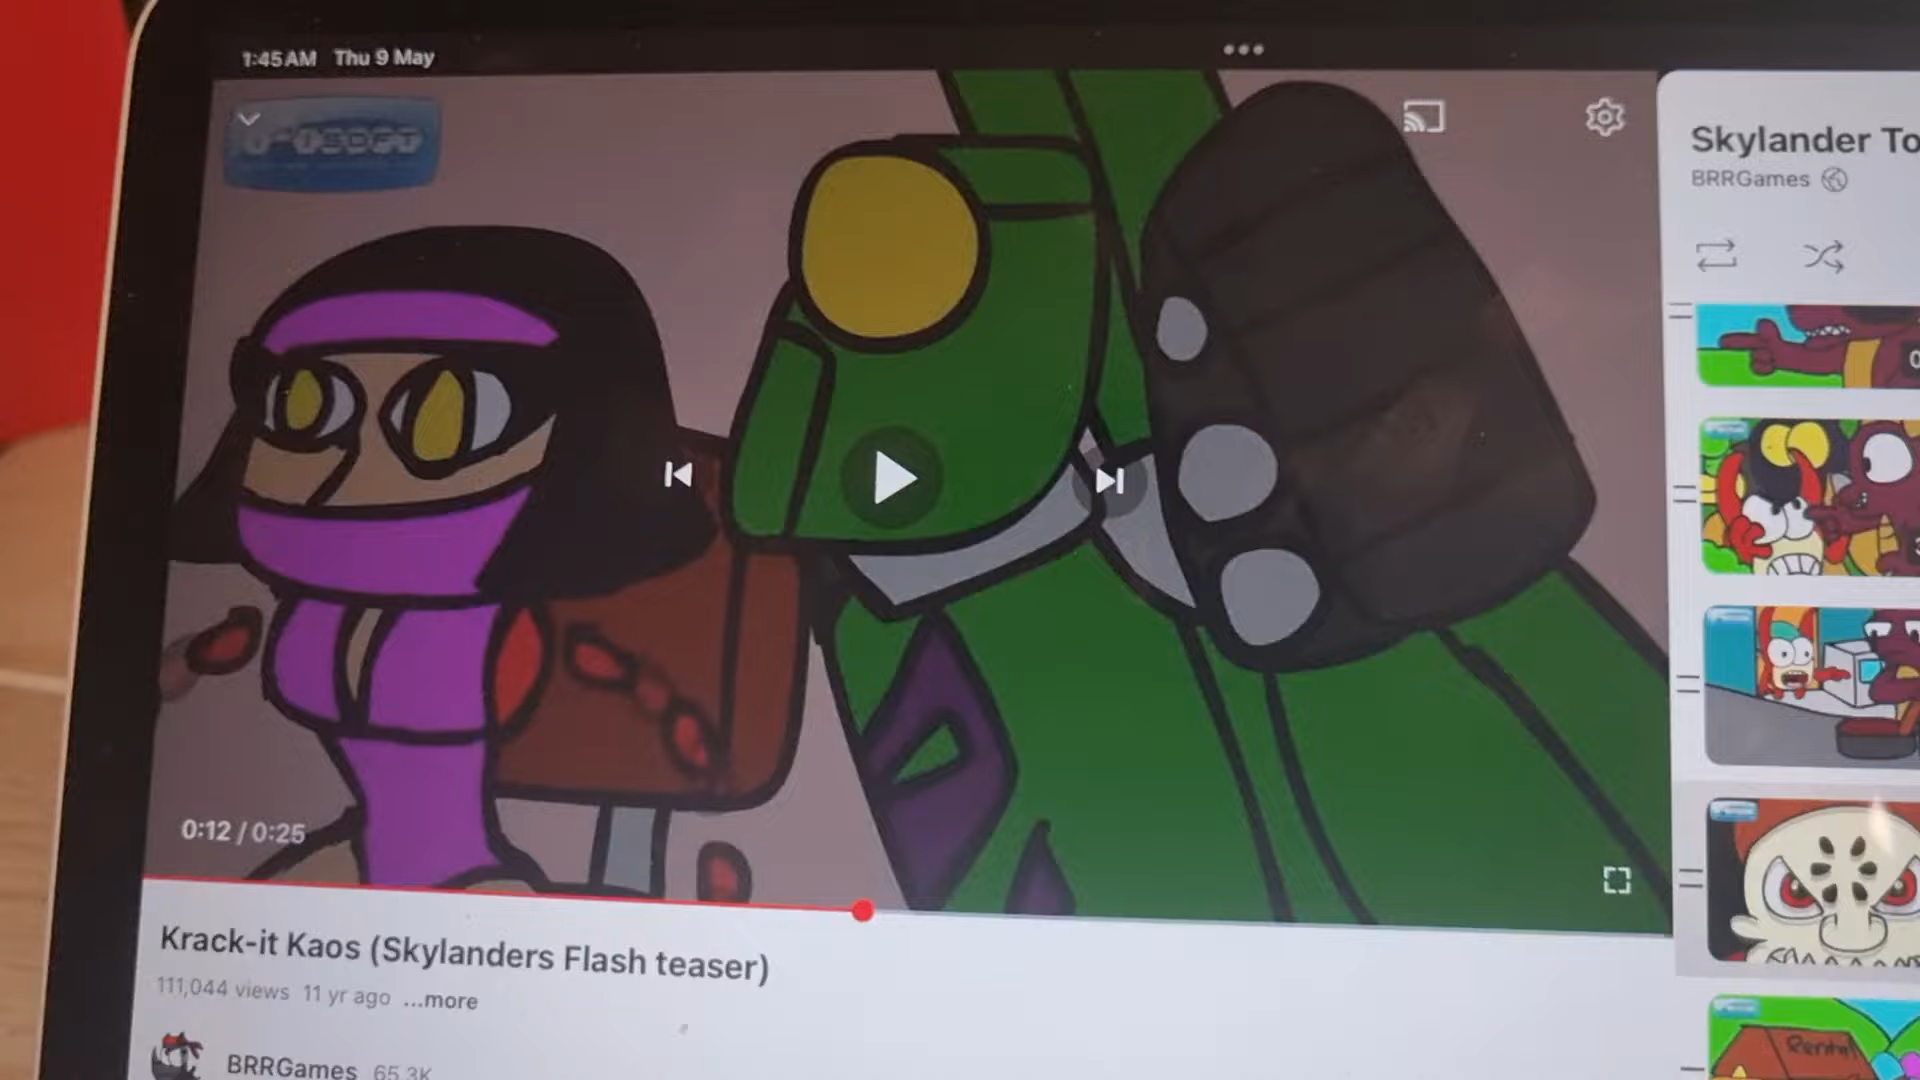 1:45 AM Thu 9 May
Skylander To
BRRGames
0:12 / 0:25
Krack-it Kaos (Skylanders Flash teaser)
111,044 views 11 yr ago ...more
BRRGames 65.3K
Rental